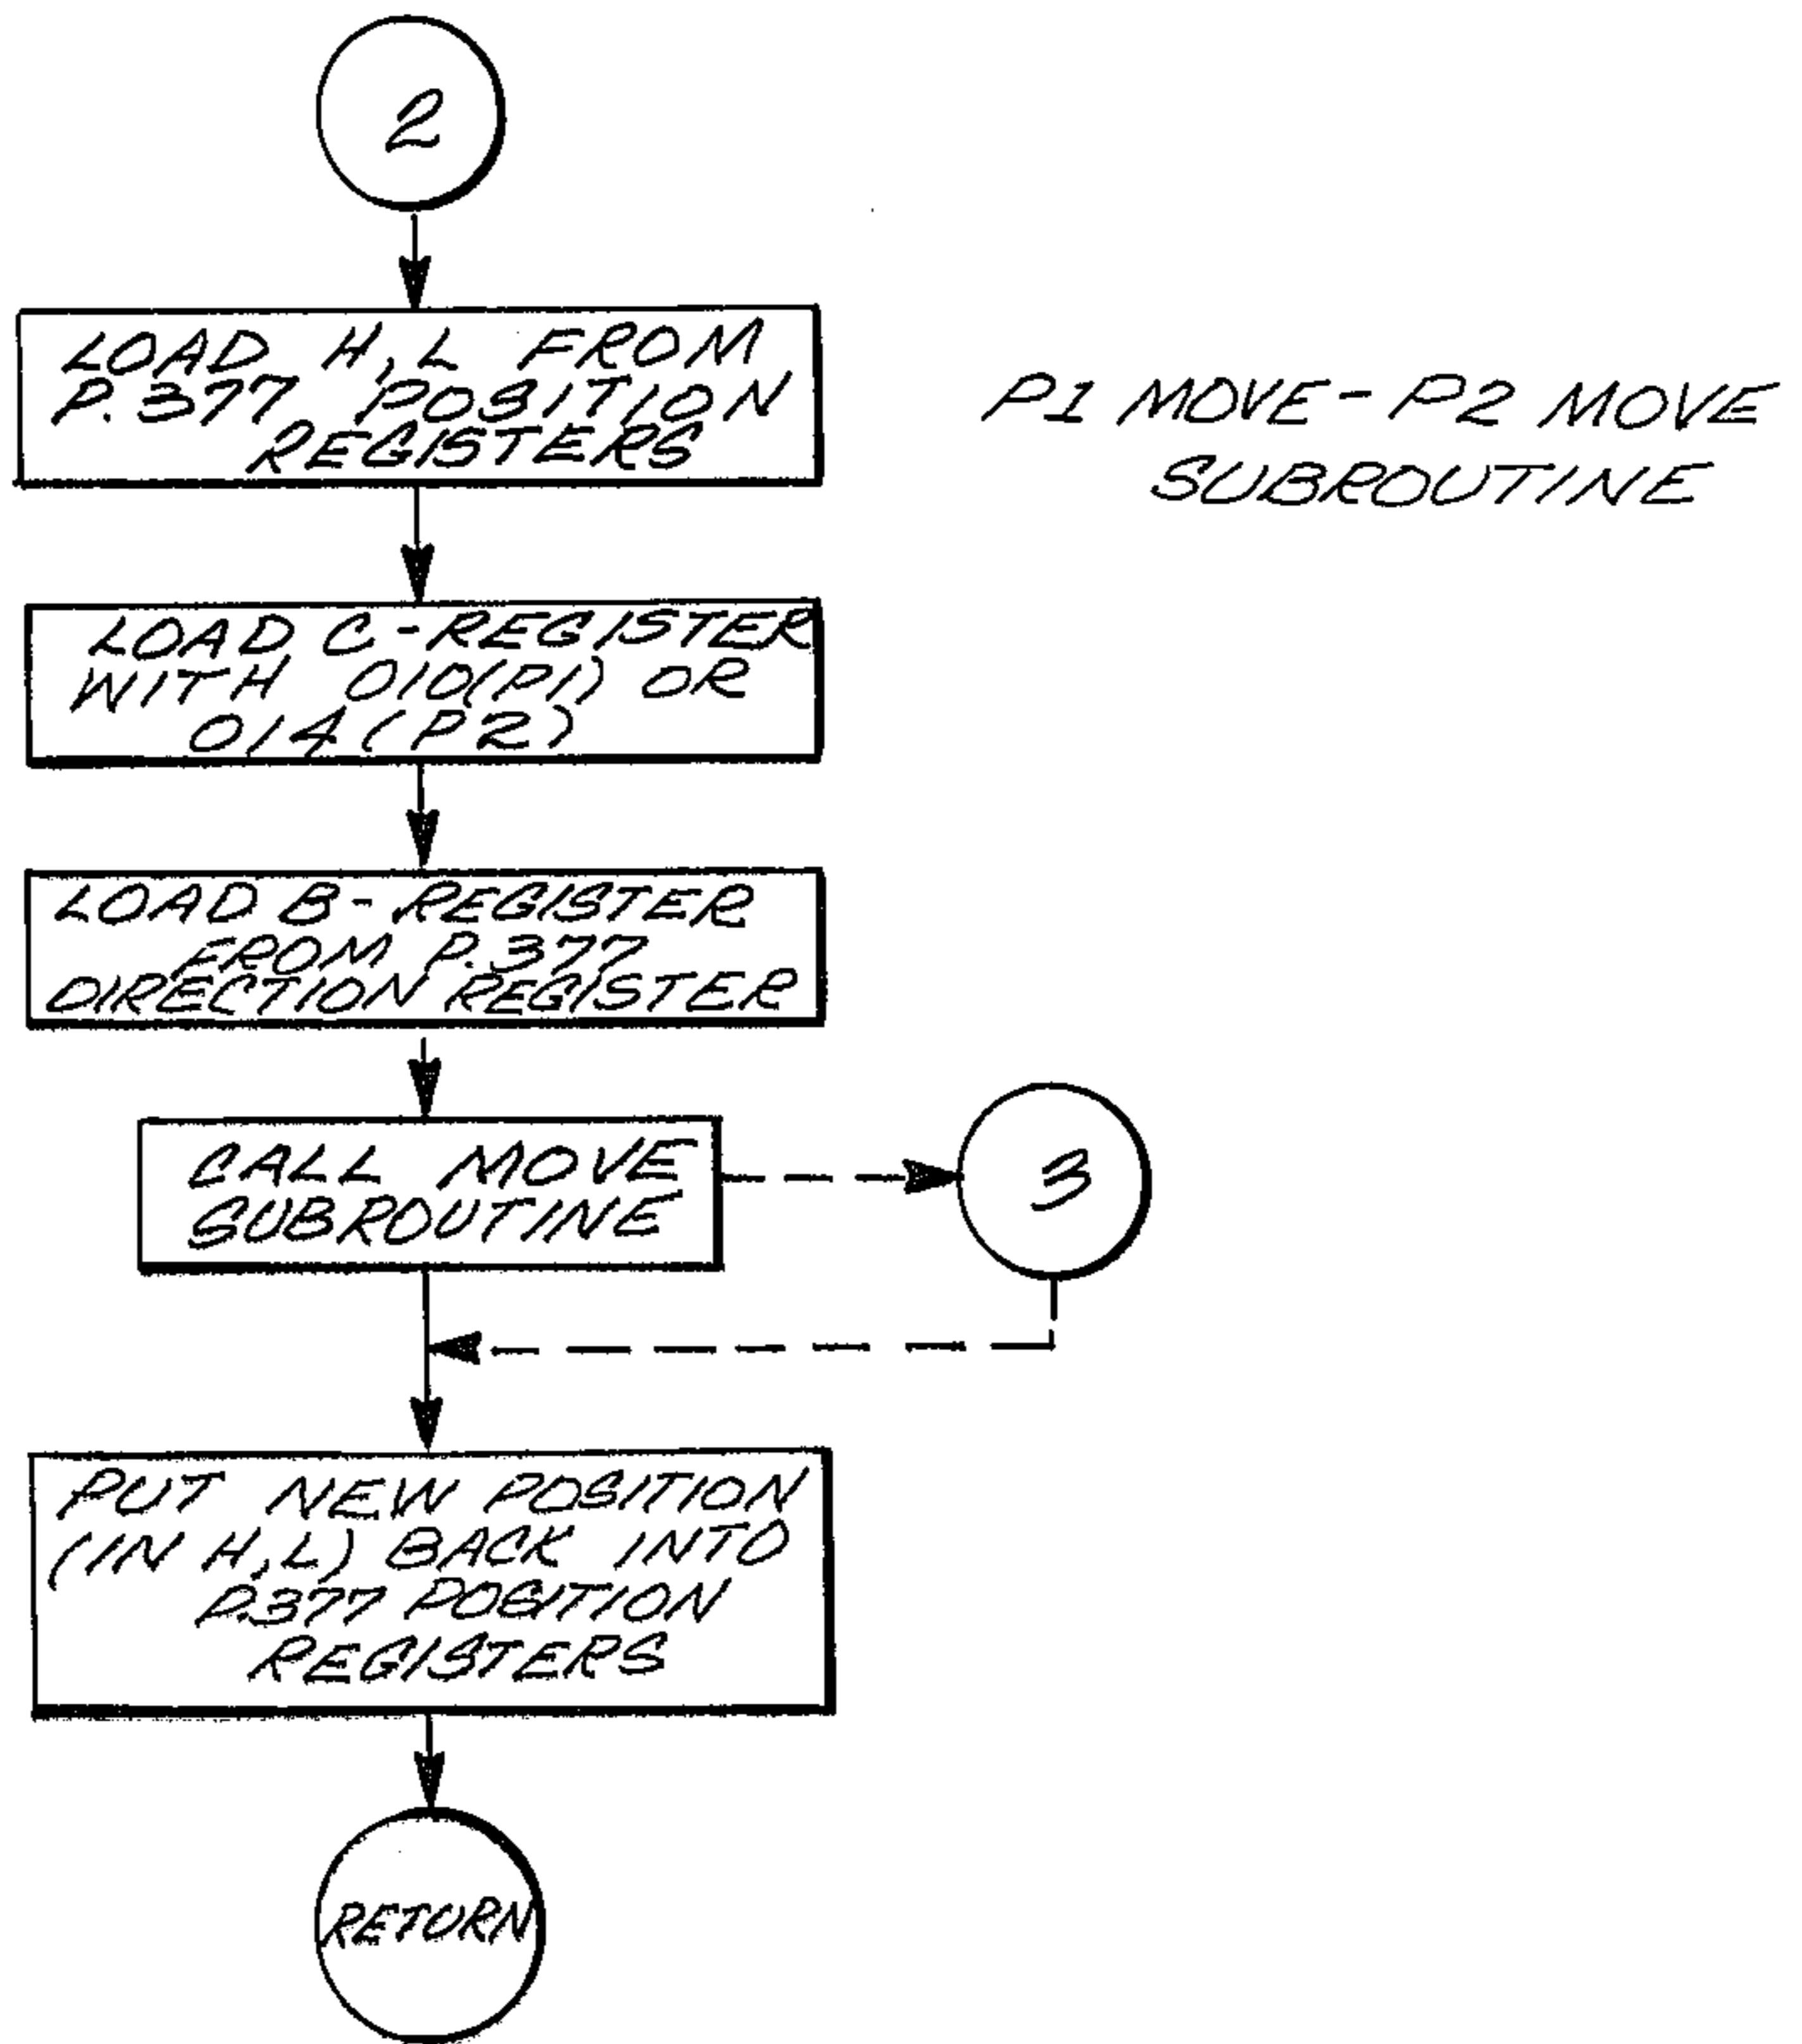 2
LOAD H,L FROM
P.377 POSITION
REGISTERS
P1 MOVE - P2 MOVE
SUBROUTINE
LOAD C-REGISTER
WITH 010(P1) OR
014(P2)
LOAD B-REGISTER
FROM P.377
DIRECTION REGISTER
CALL MOVE
SUBROUTINE
3
PUT NEW POSITION
(IN H,L) BACK INTO
P.377 POSITION
REGISTERS
RETURN